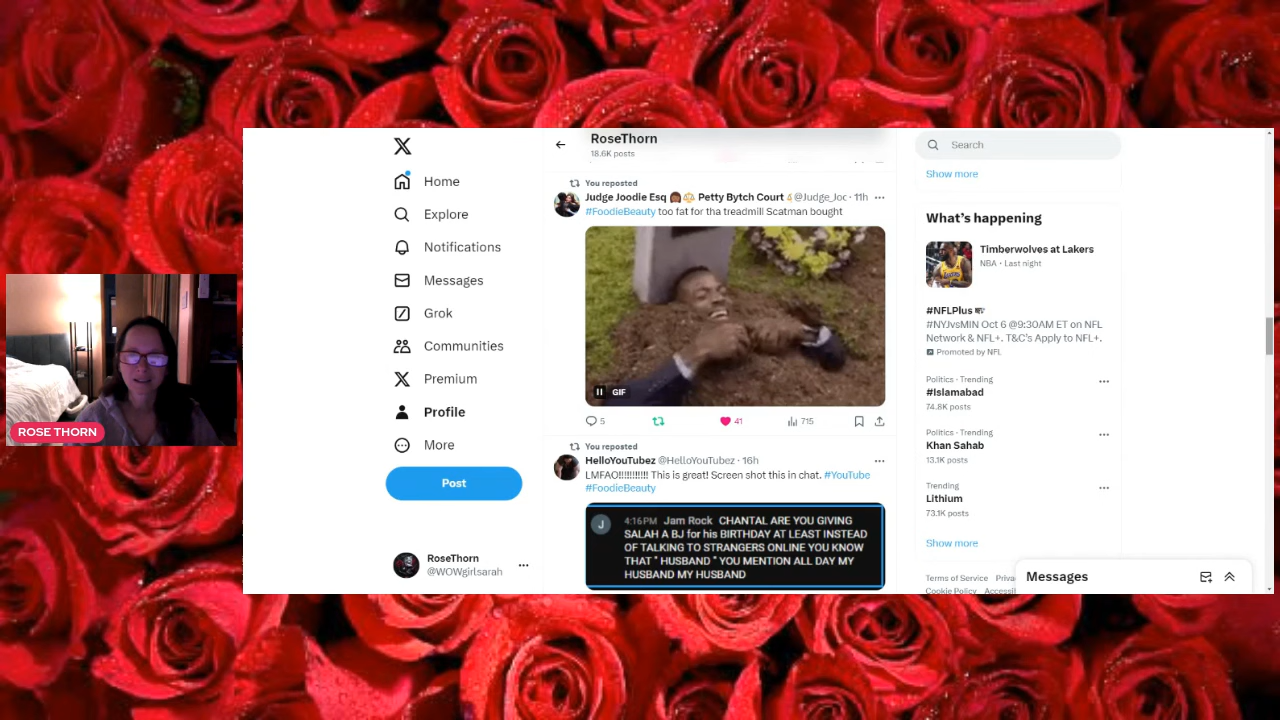 ROSE THORN
X
Home
Explore
Notifications
Messages
Grok
Communities
Premium
Profile
More
Post
RoseThorn
@WOWgirlsarah
RoseThorn
18.6K posts
You reposted
Judge Joodie Esq Petty Bytch Court @Judge_Joc · 11h
#FoodieBeauty too fat for tha treadmill Scatman bought
GIF
5
41
715
You reposted
HelloYouTubez @HelloYouTubez · 16h
LMFAO!!!!!!!!!!! This is great! Screen shot this in chat. #YouTube
#FoodieBeauty
J
4:16PM Jam Rock CHANTAL ARE YOU GIVING
SALAH A BJ for his BIRTHDAY AT LEAST INSTEAD
OF TALKING TO STRANGERS ONLINE YOU KNOW
THAT " HUSBAND " YOU MENTION ALL DAY MY
HUSBAND MY HUSBAND
Search
Show more
What's happening
Timberwolves at Lakers
NBA · Last night
#NFLPlus
#NYJvsMIN Oct 6 @9:30AM ET on NFL
Network & NFL+. T&C's Apply to NFL+.
Promoted by NFL
Politics · Trending
#Islamabad
74.8K posts
Politics · Trending
Khan Sahab
13.1K posts
Trending
Lithium
73.1K posts
Show more
Terms of Service Priva
Cookie Policy Accessil
Messages